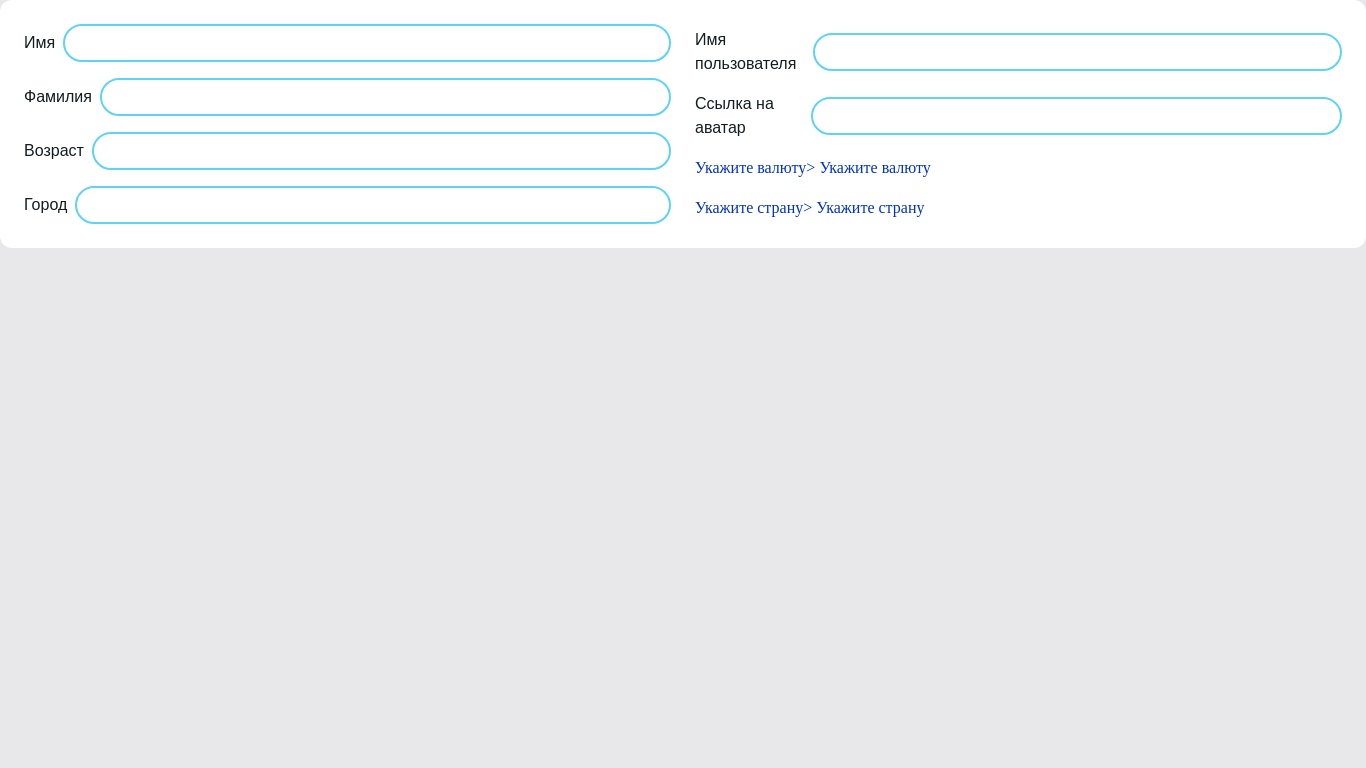 Имя
Фамилия
Возраст
Город
Имя
пользователя
Ссылка на
аватар
Укажите валюту> Укажите валюту
Укажите страну> Укажите страну